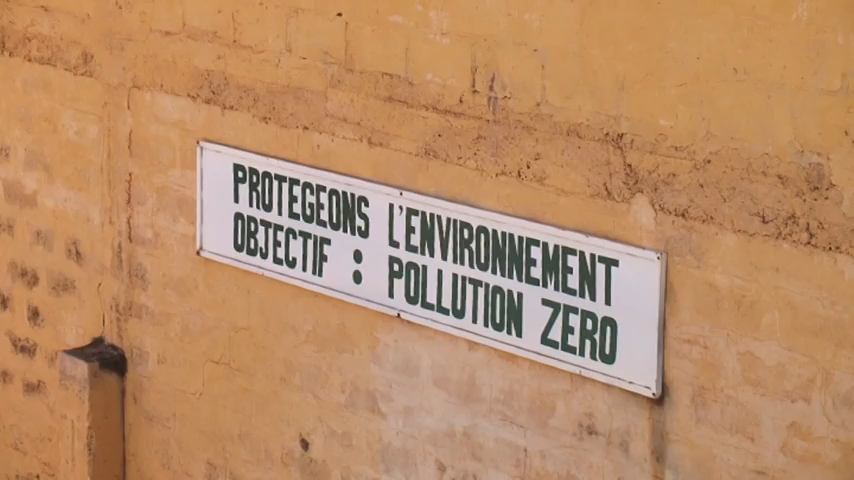 PROTEGEONS L'ENVIRONNEMENT
OBJECTIF : POLLUTION ZERO